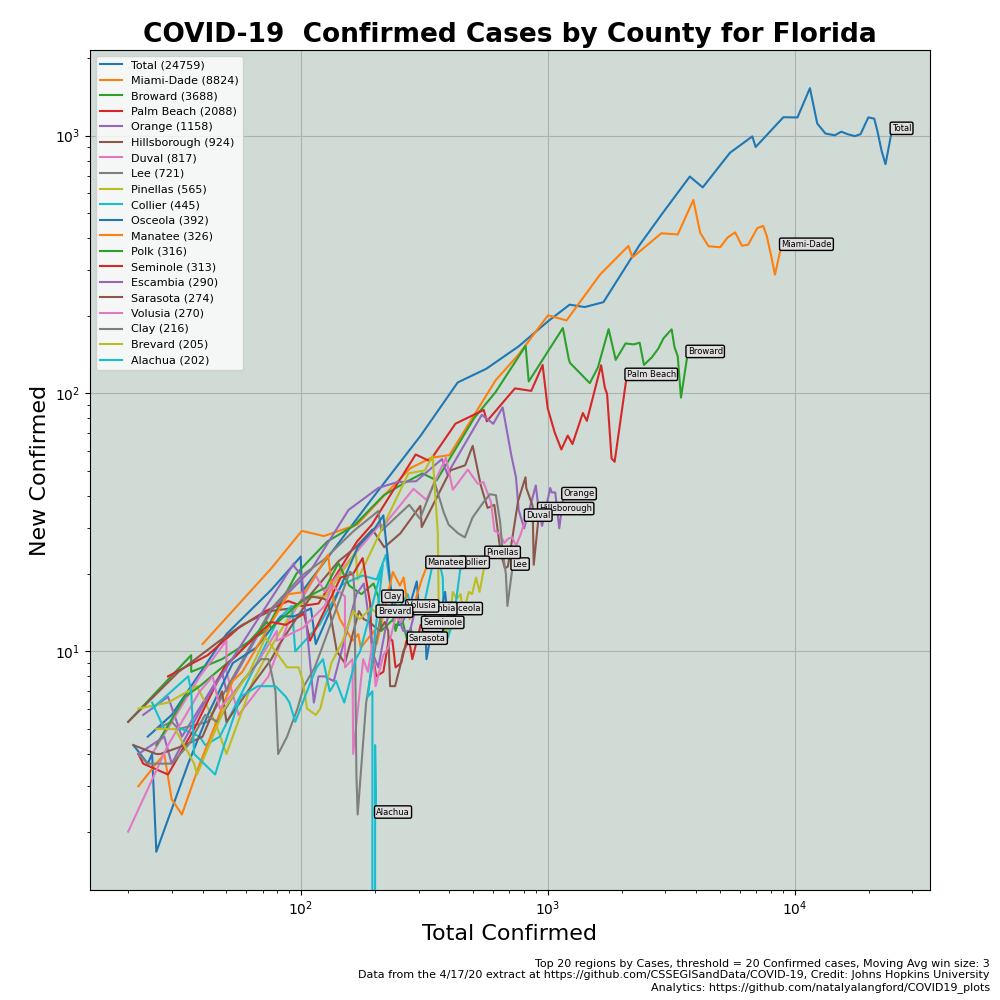 COVID-19  Confirmed Cases by County for Florida
Total (24759)
Miami-Dade (8824)
Broward (3688)
Palm Beach (2088)
Orange (1158)
Hillsborough (924)
Duval (817)
Lee (721)
Pinellas (565)
Collier (445)
Osceola (392)
Manatee (326)
Polk (316)
Seminole (313)
Escambia (290)
Sarasota (274)
Volusia (270)
Clay (216)
Brevard (205)
Alachua (202)
New Confirmed
10³
10²
10¹
Total
Miami-Dade
Broward
Palm Beach
Orange
Duval
Pinellas
Lee
Manatee
Clay
Brevard
Seminole
Sarasota
Alachua
10²
10³
10⁴
Total Confirmed
Top 20 regions by Cases, threshold = 20 Confirmed cases, Moving Avg win size: 3
Data from the 4/17/20 extract at https://github.com/CSSEGISandData/COVID-19, Credit: Johns Hopkins University
Analytics: https://github.com/natalyalangford/COVID19_plots